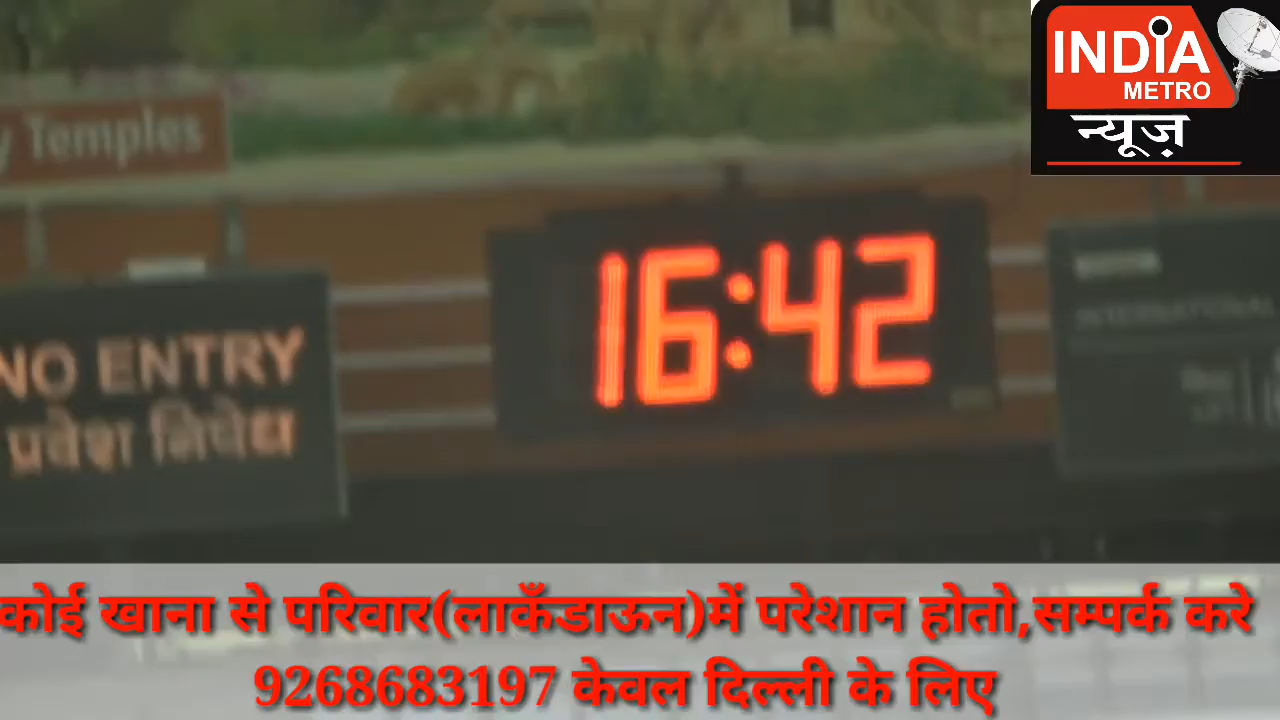 INDIA
METRO
न्यूज़
y Temples
16:42
NO ENTRY
प्रवेश निषेध
INTERNATIONAL
कोई खाना से परिवार(लाकँडाऊन)में परेशान होतो,सम्पर्क करे
9268683197 केवल दिल्ली के लिए